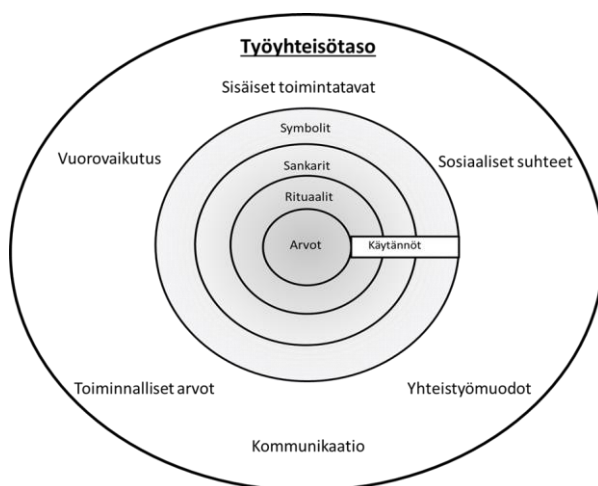 Työyhteisötaso
Sisäiset toimintatavat
Symbolit
Vuorovaikutus
Sosiaaliset suhteet
Sankarit
Rituaalit
Arvot
Käytännöt
Toiminnalliset arvot
Yhteistyömuodot
Kommunikaatio